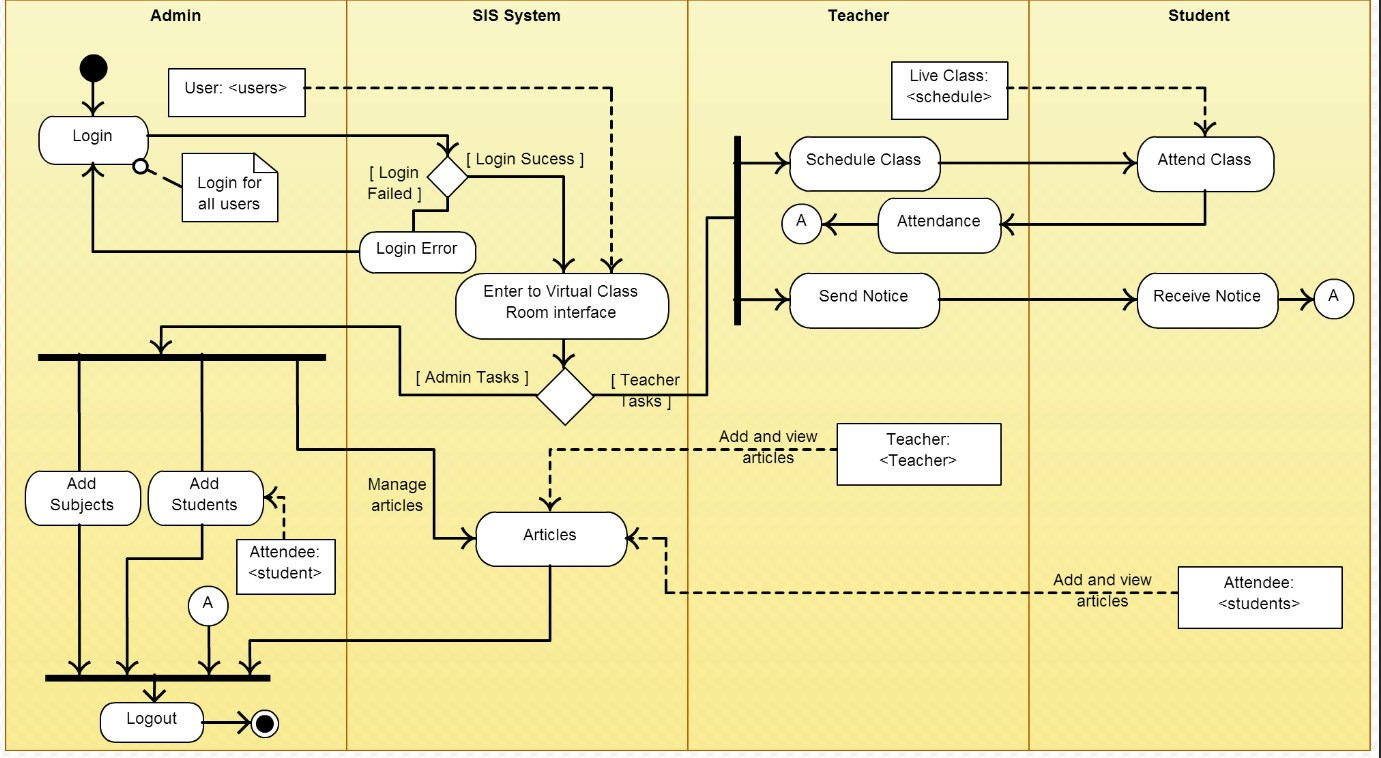 Admin
SIS System
Teacher
Student
User: <users>
Live Class:
<schedule>
Login
[ Login Sucess ]
[ Login
Failed ]
Login for
all users
Schedule Class
Attend Class
A
Attendance
Login Error
Enter to Virtual Class
Room interface
Send Notice
Receive Notice
A
[ Admin Tasks ]
[ Teacher
Tasks ]
Add and view
articles
Teacher:
<Teacher>
Add
Subjects
Add
Students
Manage
articles
Articles
Attendee:
<student>
Add and view
articles
Attendee:
<students>
A
Logout